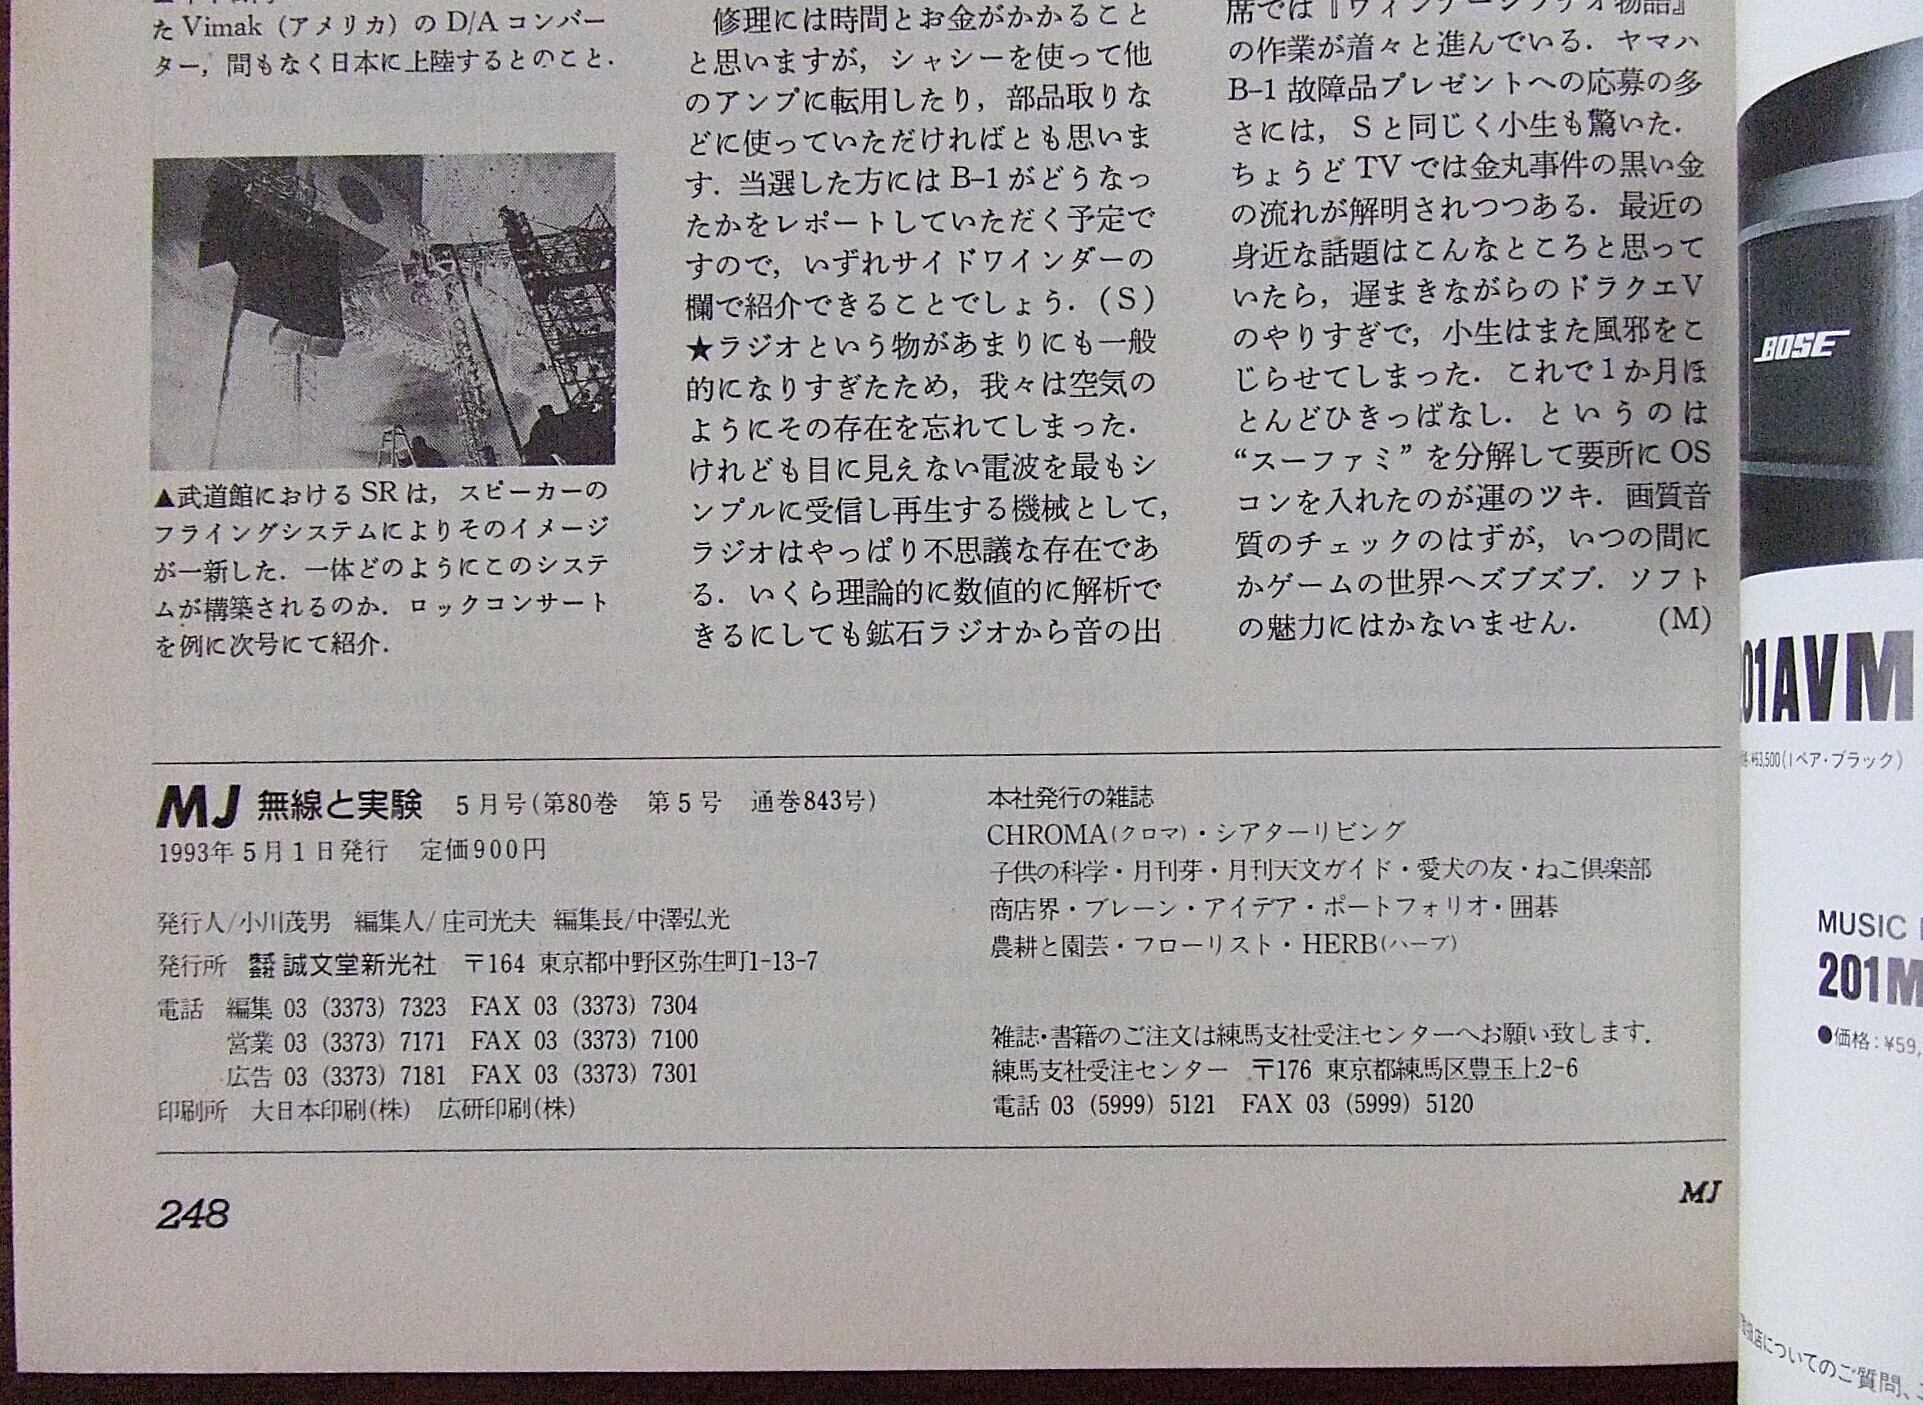 たVimak（アメリカ）のD/Aコンバー
ター，間もなく日本に上陸するとのこと．
▲武道館におけるSRは，スピーカーの
フライングシステムによりそのイメージ
が一新した．一体どのようにこのシステ
ムが構築されるのか．ロックコンサート
を例に次号にて紹介．
修理には時間とお金がかかること
と思いますが，シャシーを使って他
のアンプに転用したり，部品取りな
どに使っていただければとも思いま
す．当選した方にはB-1がどうなっ
たかをレポートしていただく予定で
すので，いずれサイドワインダーの
欄で紹介できることでしょう．（S）
★ラジオという物があまりにも一般
的になりすぎたため，我々は空気の
ようにその存在を忘れてしまった．
けれども目に見えない電波を最もシ
ンプルに受信し再生する機械として，
ラジオはやっぱり不思議な存在であ
る．いくら理論的に数値的に解析で
きるにしても鉱石ラジオから音の出
席では『ヴィンテージラジオ物語』
の作業が着々と進んでいる．ヤマハ
B-1故障品プレゼントへの応募の多
さには，Sと同じく小生も驚いた．
ちょうどTVでは金丸事件の黒い金
の流れが解明されつつある．最近の
身近な話題はこんなところと思って
いたら，遅まきながらのドラクエV
のやりすぎで，小生はまた風邪をこ
じらせてしまった．これで1か月ほ
とんどひきっぱなし．というのは
“スーファミ”を分解して要所にOS
コンを入れたのが運のツキ．画質音
質のチェックのはずが，いつの間に
かゲームの世界へズブズブ．ソフト
の魅力にはかないません．（M）
MJ 無線と実験 5月号(第80巻 第5号 通巻843号)
1993年5月1日発行 定価900円
発行人/小川茂男 編集人/庄司光夫 編集長/中澤弘光
発行所 株式会社 誠文堂新光社 〒164 東京都中野区弥生町1-13-7
電話 編集 03 (3373) 7323 FAX 03 (3373) 7304
営業 03 (3373) 7171 FAX 03 (3373) 7100
広告 03 (3373) 7181 FAX 03 (3373) 7301
印刷所 大日本印刷(株) 広研印刷(株)
本社発行の雑誌
CHROMA(クロマ)・シアターリビング
子供の科学・月刊芽・月刊天文ガイド・愛犬の友・ねこ倶楽部
商店界・ブレーン・アイデア・ポートフォリオ・囲碁
農耕と園芸・フローリスト・HERB(ハーブ)
雑誌・書籍のご注文は練馬支社受注センターへお願い致します．
練馬支社受注センター 〒176 東京都練馬区豊玉上2-6
電話 03 (5999) 5121 FAX 03 (5999) 5120
248
MJ
BOSE
01AVM
¥63,500(1ペア・ブラック)
MUSIC
201M
●価格：¥59,
取扱店についてのご質問、